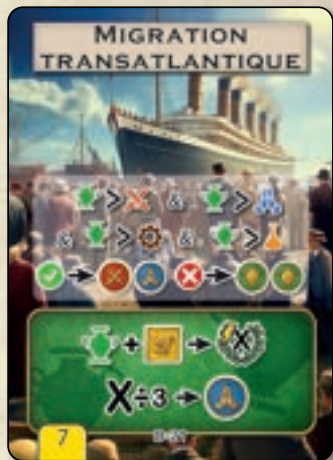 MIGRATION
TRANSATLANTIQUE
> & >
& > & >
+
X÷3
7